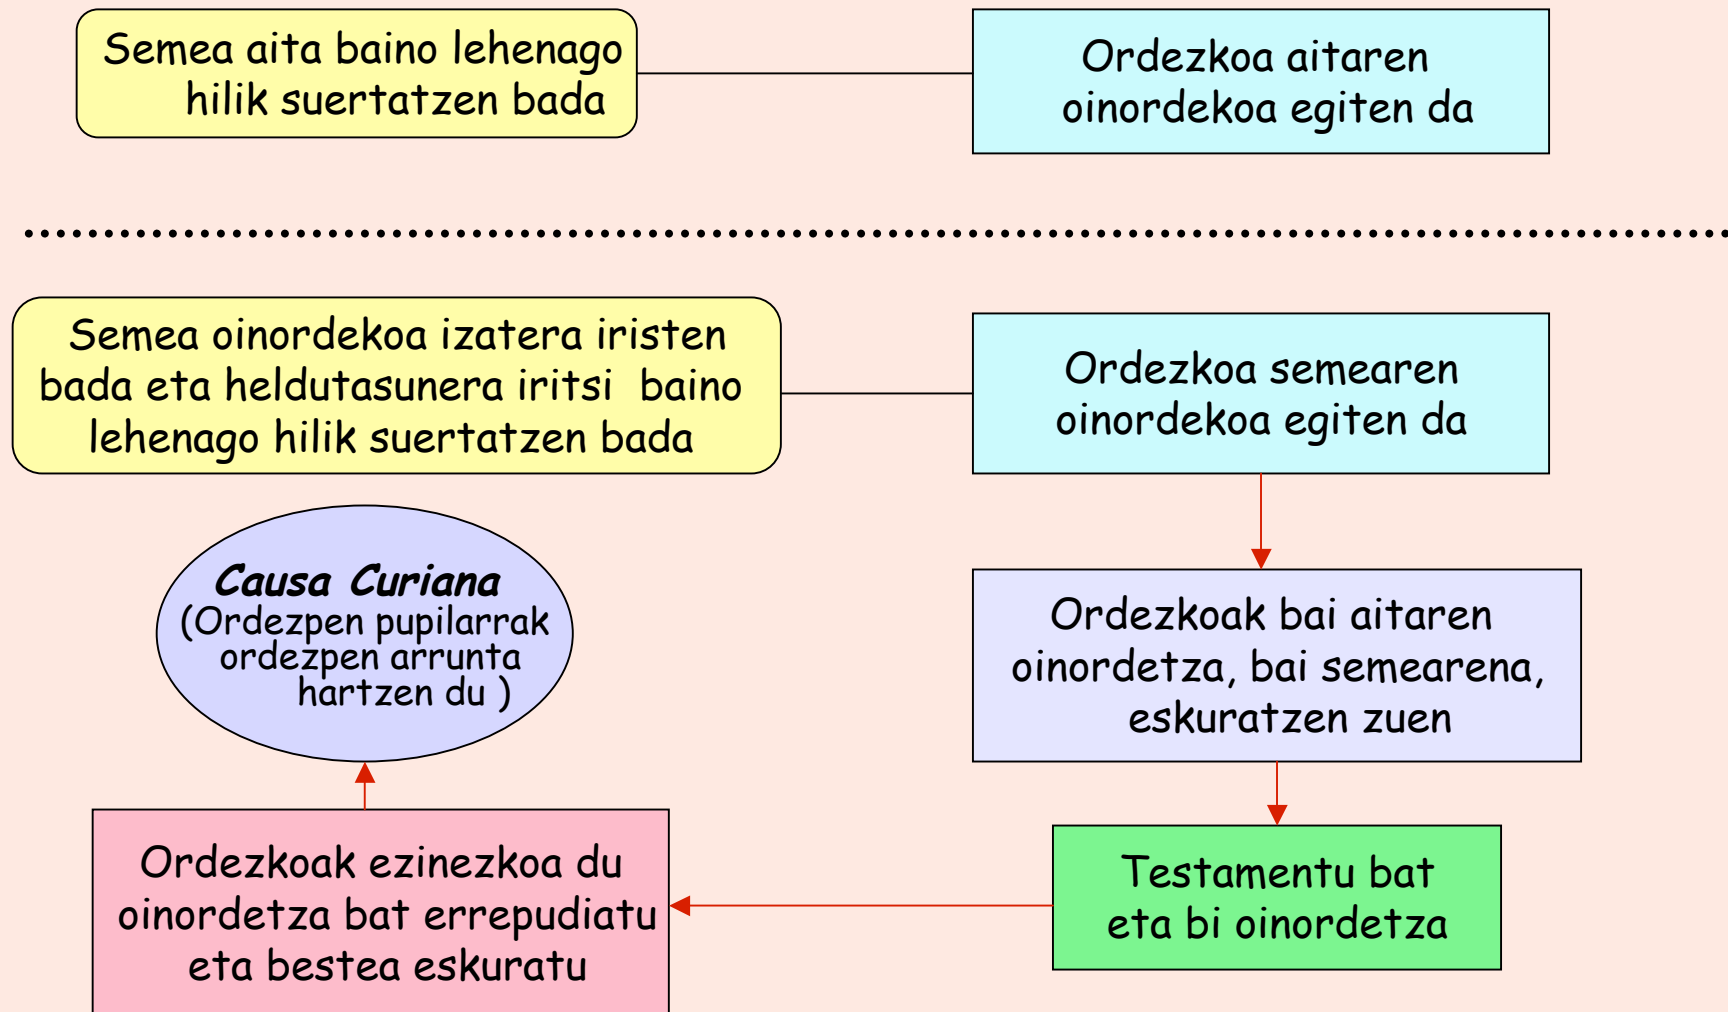 Semea aita baino lehenago
hilik suertatzen bada
Ordezkoa aitaren
oinordekoa egiten da
Semea oinordekoa izatera iristen
bada eta heldutasunera iritsi baino
lehenago hilik suertatzen bada
Ordezkoa semearen
oinordekoa egiten da
Causa Curiana
(Ordezpen pupilarrak
ordezpen arrunta
hartzen du )
Ordezkoak bai aitaren
oinordetza, bai semearena,
eskuratzen zuen
Ordezkoak ezinezkoa du
oinordetza bat errepudiatu
eta bestea eskuratu
Testamentu bat
eta bi oinordetza